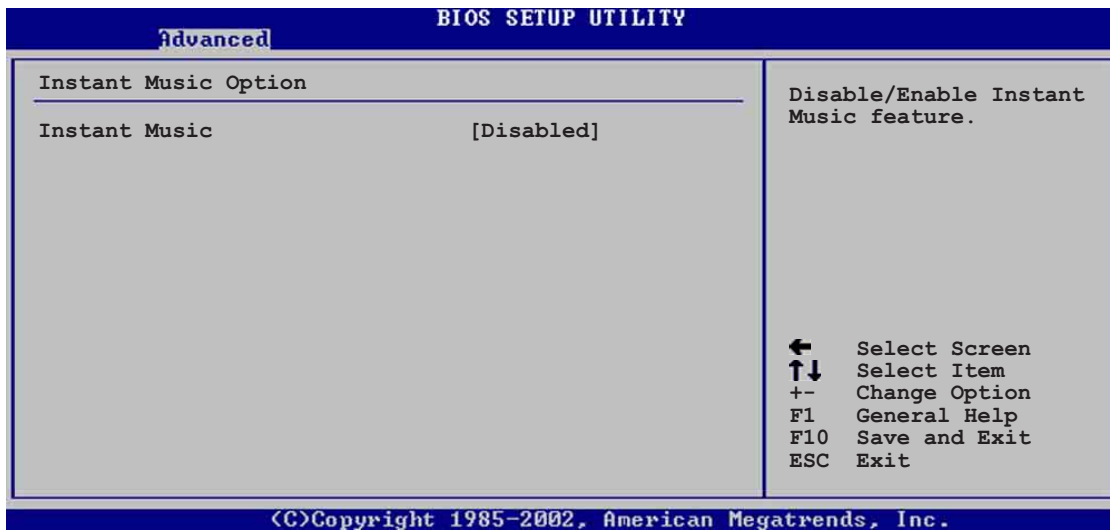 BIOS SETUP UTILITY
Advanced
Instant Music Option
Instant Music [Disabled]
Disable/Enable Instant
Music feature.
← Select Screen
↑↓ Select Item
+- Change Option
F1 General Help
F10 Save and Exit
ESC Exit
(C)Copyright 1985-2002, American Megatrends, Inc.